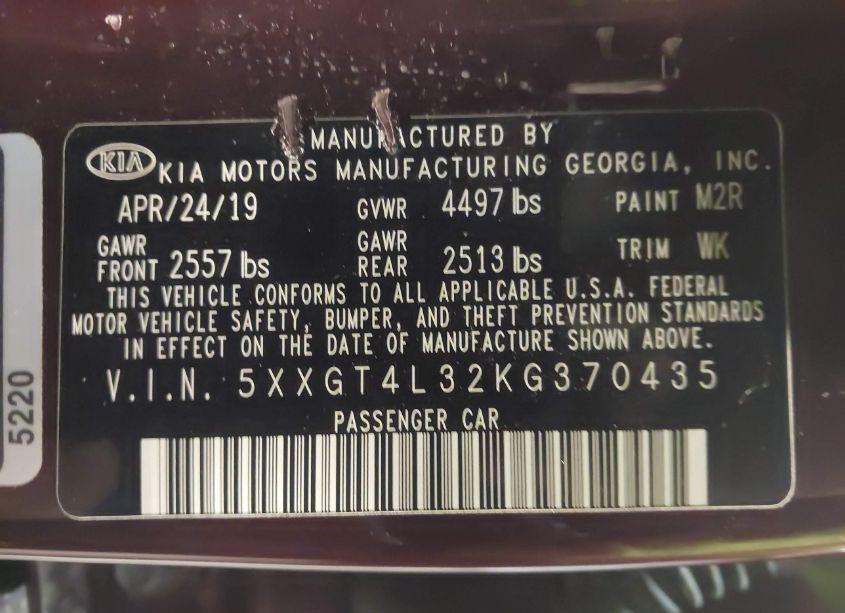 MANUFACTURED BY
KIA KIA MOTORS MANUFACTURING GEORGIA, INC.
APR/24/19 GVWR 4497 lbs PAINT M2R
GAWR FRONT 2557 lbs GAWR REAR 2513 lbs TRIM WK
THIS VEHICLE CONFORMS TO ALL APPLICABLE U.S.A. FEDERAL
MOTOR VEHICLE SAFETY, BUMPER, AND THEFT PREVENTION STANDARDS
IN EFFECT ON THE DATE OF MANUFACTURE SHOWN ABOVE.
V.I.N. 5XXGT4L32KG370435
PASSENGER CAR
5220